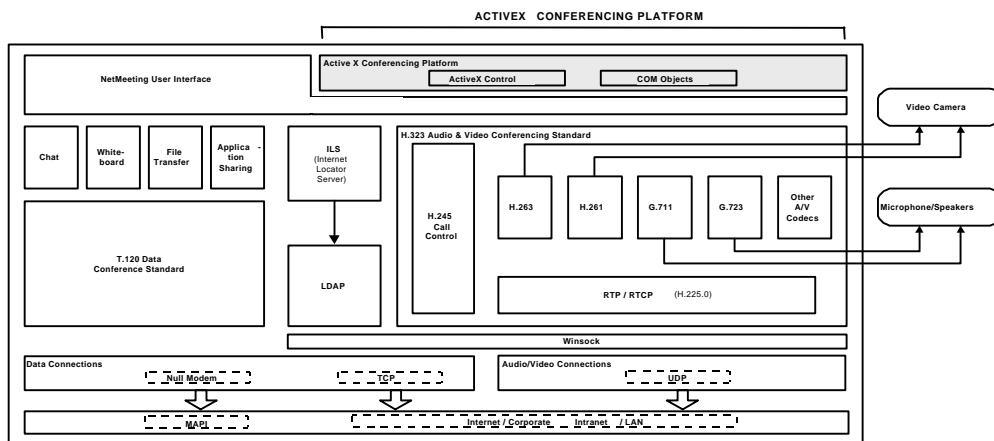 ACTIVEX CONFERENCING PLATFORM
NetMeeting User Interface
Active X Conferencing Platform
ActiveX Control
COM Objects
Video Camera
Chat
White-
board
File
Transfer
Applica -
tion
Sharing
ILS
(Internet
Locator
Server)
H.323 Audio & Video Conferencing Standard
H.245
Call
Control
H.263
H.261
G.711
G.723
Other
A/V
Codecs
Microphone/Speakers
T.120 Data
Conference Standard
LDAP
RTP / RTCP (H.225.0)
Winsock
Data Connections
Null Modem
TCP
Audio/Video Connections
UDP
MAPI
Internet / Corporate Intranet / LAN